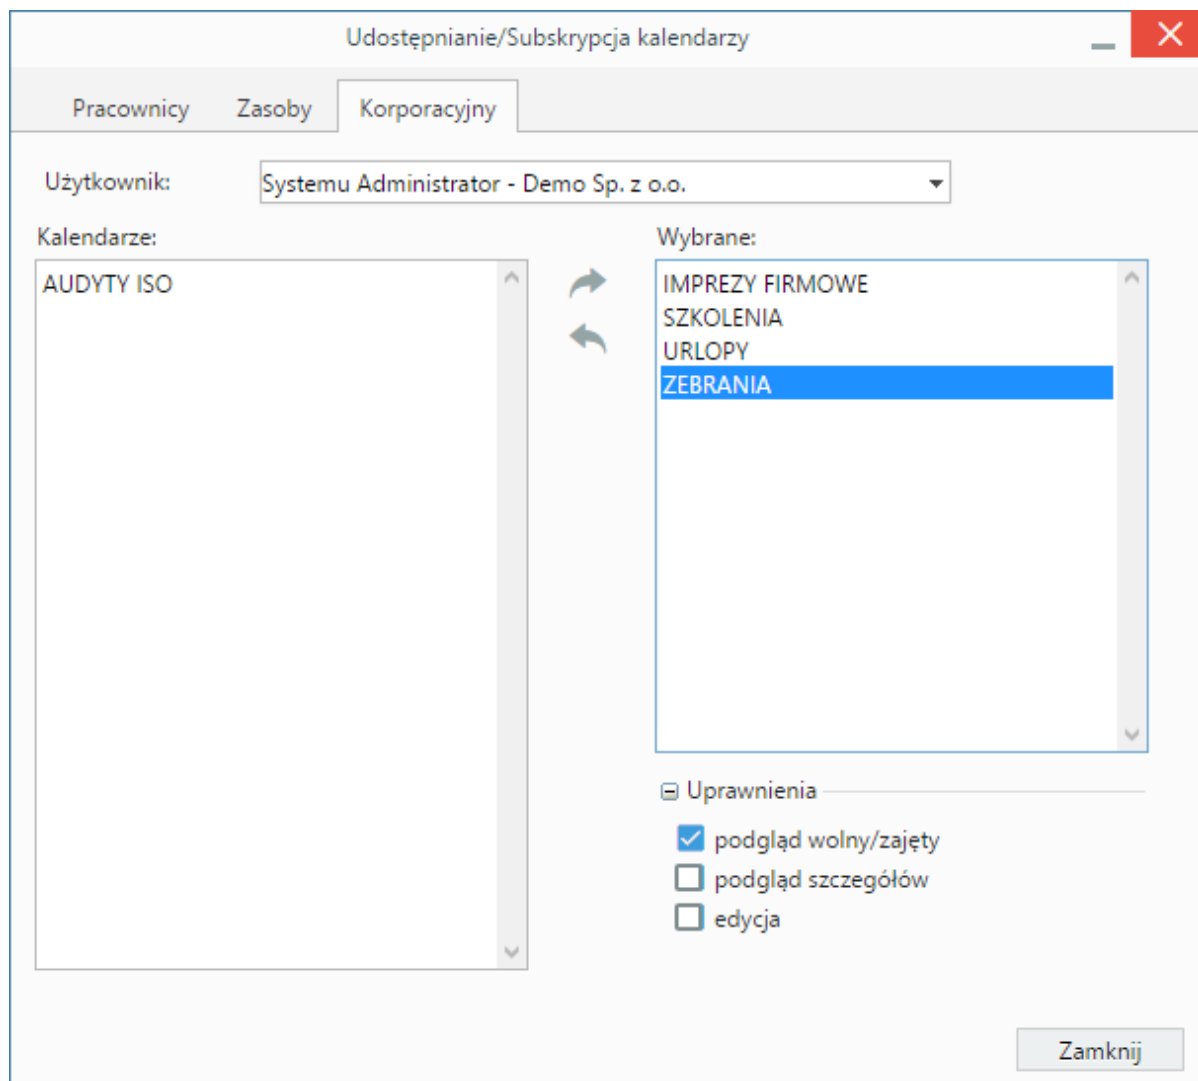 Udostępnianie/Subskrypcja kalendarzy
Pracownicy Zasoby Korporacyjny
Użytkownik: Systemu Administrator - Demo Sp. z o.o.
Kalendarze:
AUDYTY ISO
Wybrane:
IMPREZY FIRMOWE
SZKOLENIA
URLOPY
ZEBRANIA
Uprawnienia
podgląd wolny/zajęty
podgląd szczegółów
edycja
Zamknij